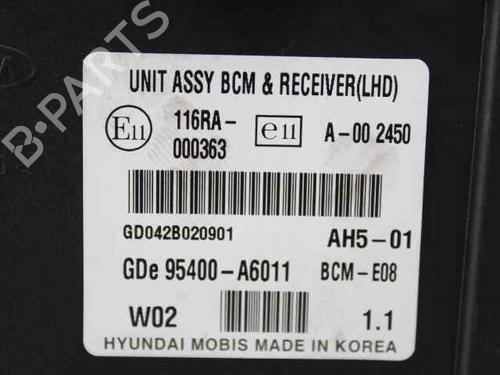 UNIT ASSY BCM & RECEIVER(LHD)
E11 116RA-000363 e11 A-00 2450
GD042B020901 AH5-01
GDe 95400-A6011 BCM-E08
W02 1.1
HYUNDAI MOBIS MADE IN KOREA
B-PARTS